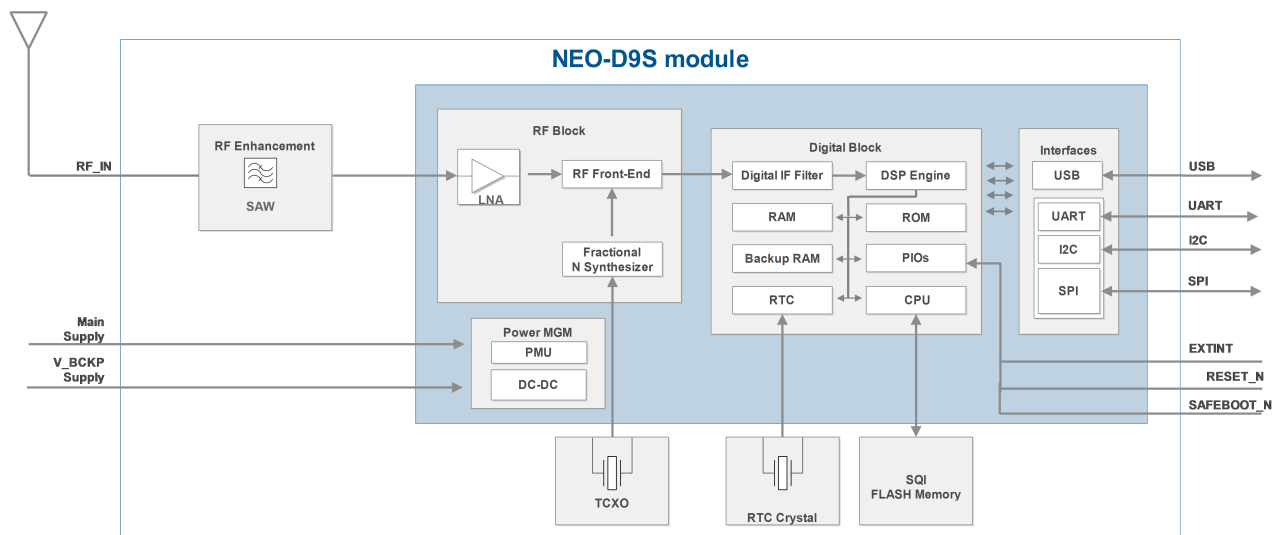 NEO-D9S module
RF_IN
RF Enhancement
SAW
RF Block
LNA
RF Front-End
Fractional
N Synthesizer
Digital Block
Digital IF Filter
DSP Engine
RAM
ROM
Backup RAM
PIOs
RTC
CPU
Interfaces
USB
UART
I2C
SPI
USB
UART
I2C
SPI
Main
Supply
V_BCKP
Supply
Power MGM
PMU
DC-DC
EXTINT
RESET_N
SAFEBOOT_N
TCXO
RTC Crystal
SQI
FLASH Memory